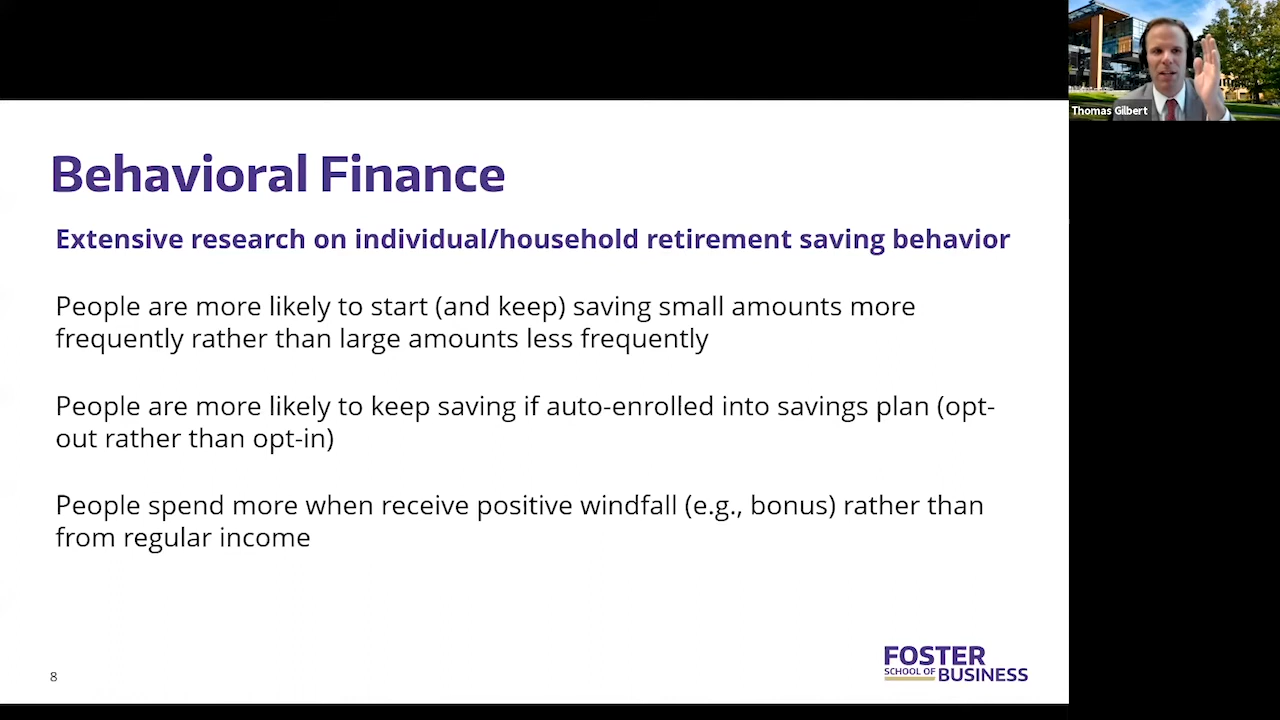 Thomas Gilbert
Behavioral Finance
Extensive research on individual/household retirement saving behavior
People are more likely to start (and keep) saving small amounts more
frequently rather than large amounts less frequently
People are more likely to keep saving if auto-enrolled into savings plan (opt-
out rather than opt-in)
People spend more when receive positive windfall (e.g., bonus) rather than
from regular income
8
FOSTER
SCHOOL OF BUSINESS